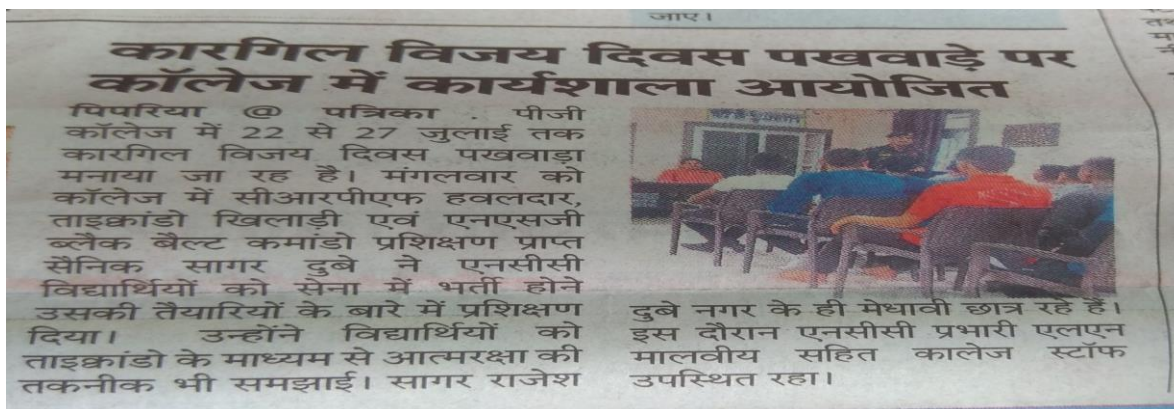 जाए।
कारगिल विजय दिवस पखवाड़े पर
कॉलेज में कार्यशाला आयोजित
पिपरिया @ पत्रिका . पीजी
कॉलेज में 22 से 27 जुलाई तक
कारगिल विजय दिवस पखवाड़ा
मनाया जा रह है। मंगलवार को
कॉलेज में सीआरपीएफ हवलदार,
ताइक्वांडो खिलाड़ी एवं एनएसजी
ब्लैक बैल्ट कमांडो प्रशिक्षण प्राप्त
सैनिक सागर दुबे ने एनसीसी
विद्यार्थियों को सेना में भर्ती होने
उसकी तैयारियों के बारे में प्रशिक्षण
दिया। उन्होंने विद्यार्थियों को
ताइक्वांडो के माध्यम से आत्मरक्षा की
तकनीक भी समझाई। सागर राजेश
दुबे नगर के ही मेधावी छात्र रहे हैं।
इस दौरान एनसीसी प्रभारी एलएन
मालवीय सहित कालेज स्टॉफ
उपस्थित रहा।